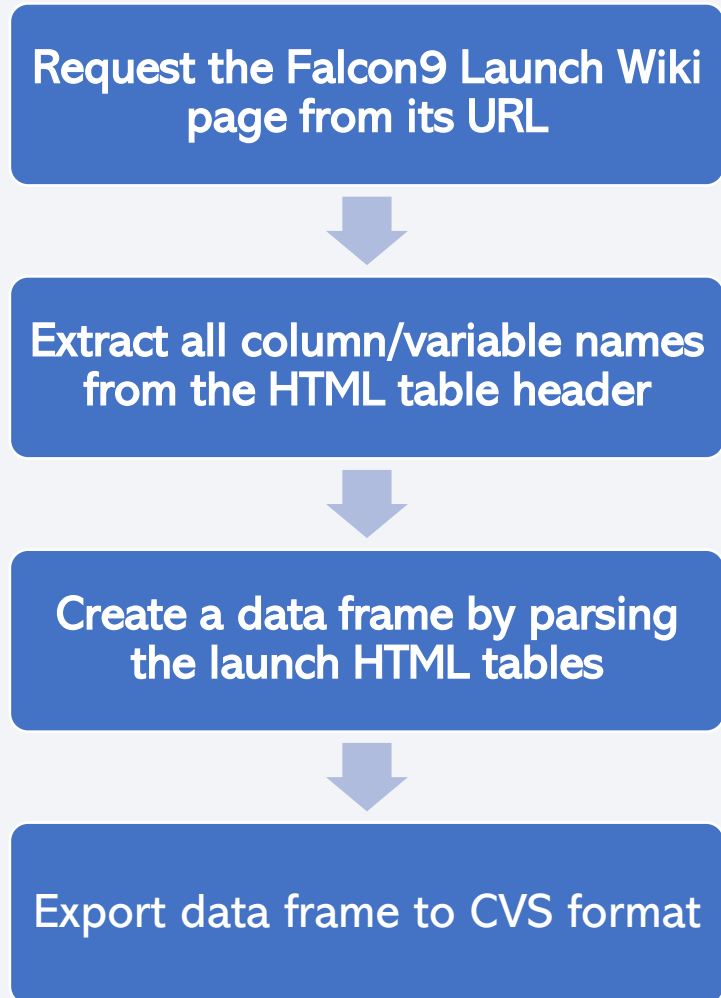 Request the Falcon9 Launch Wiki
page from its URL
Extract all column/variable names
from the HTML table header
Create a data frame by parsing
the launch HTML tables
Export data frame to CVS format